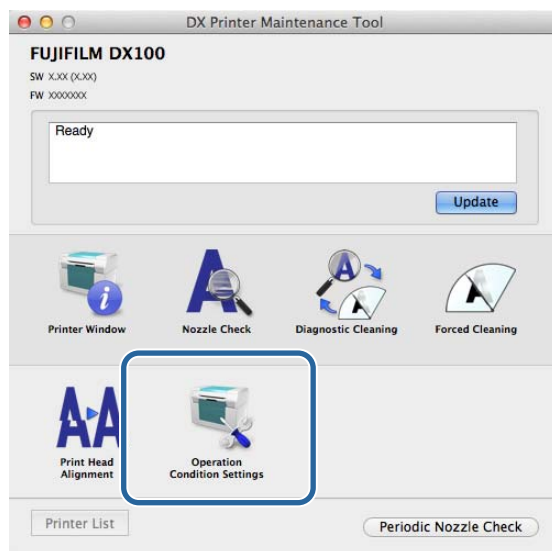 DX Printer Maintenance Tool
FUJIFILM DX100
SW X.XX (X.XX)
FW XXXXXXX
Ready
Update
Printer Window
Nozzle Check
Diagnostic Cleaning
Forced Cleaning
Print Head
Alignment
Operation
Condition Settings
Printer List
Periodic Nozzle Check